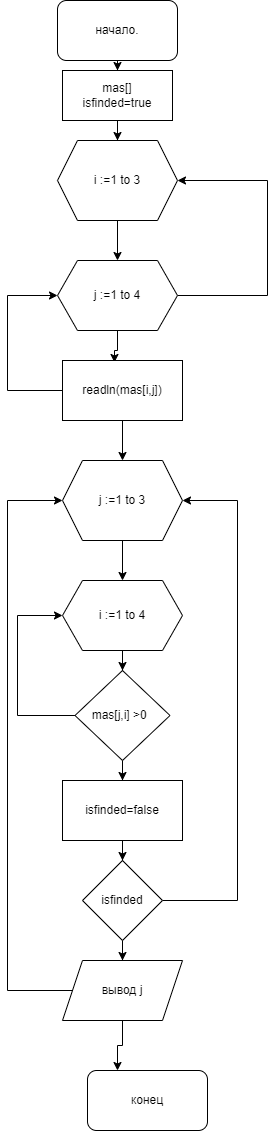 начало.
mas[]
isfinded=true
i :=1 to 3
j :=1 to 4
readln(mas[i,j])
j :=1 to 3
i :=1 to 4
mas[j,i] >0
isfinded=false
isfinded
вывод j
конец